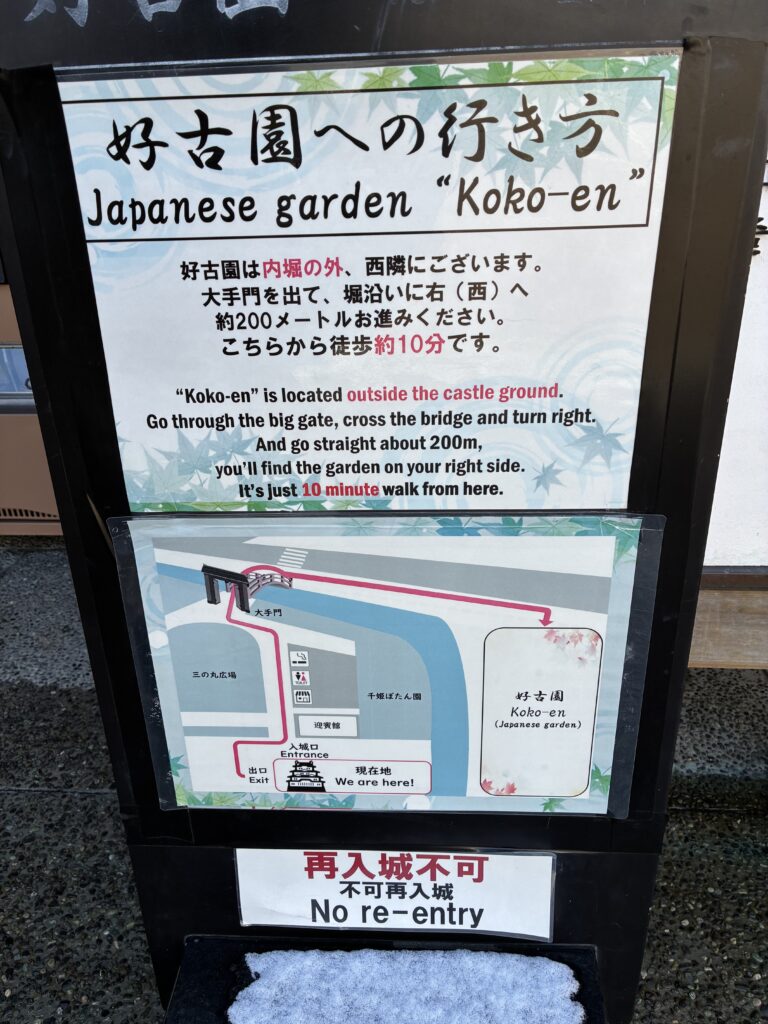 好古園
好古園への行き方
Japanese garden “Koko-en”
好古園は内堀の外、西隣にございます。
大手門を出て、堀沿いに右（西）へ
約200メートルお進みください。
こちらから徒歩約10分です。
“Koko-en” is located outside the castle ground.
Go through the big gate, cross the bridge and turn right.
And go straight about 200m,
you’ll find the garden on your right side.
It’s just 10 minute walk from here.
大手門
三の丸広場
千姫ぼたん園
迎賓館
好古園
Koko-en
(Japanese garden)
入城口
Entrance
出口
Exit
現在地
We are here!
再入城不可
不可再入城
No re-entry